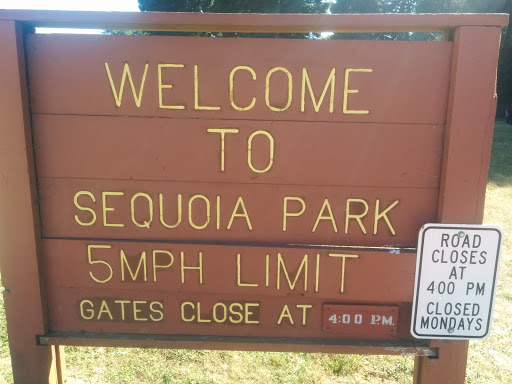 WELCOME
TO
SEQUOIA PARK
5MPH LIMIT
GATES CLOSE AT 4:00 P.M.
ROAD
CLOSES
AT
400 PM
CLOSED
MONDAYS